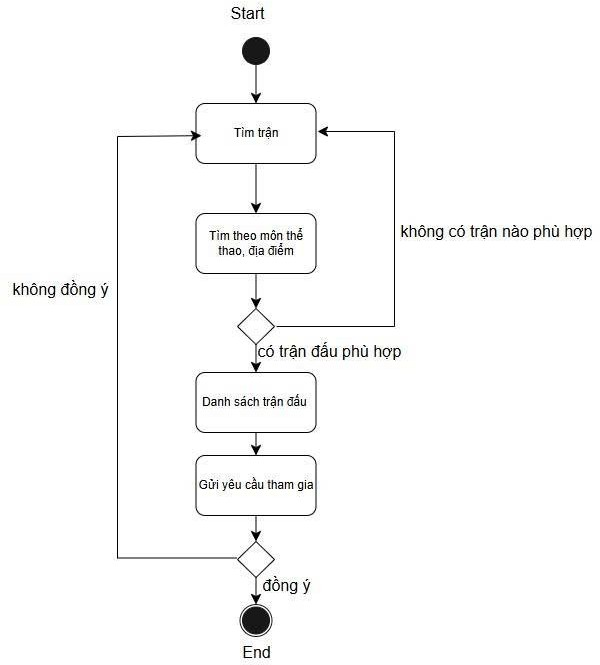 Start
Tìm trận
Tìm theo môn thể
thao, địa điểm
không có trận nào phù hợp
không đồng ý
có trận đấu phù hợp
Danh sách trận đấu
Gửi yêu cầu tham gia
đồng ý
End